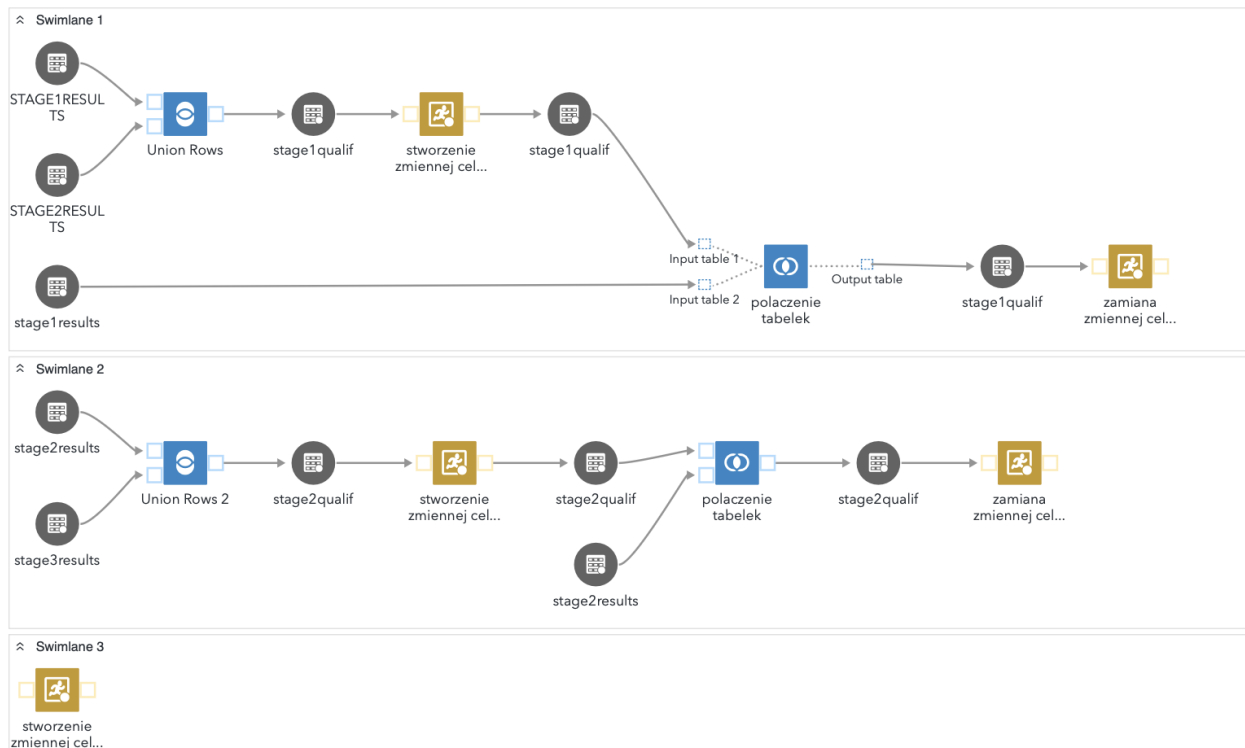 Swimlane 1
STAGE1RESUL
TS
Union Rows
stage1qualif
stworzenie
zmiennej cel...
stage1qualif
STAGE2RESUL
TS
stage1results
Input table 1
Input table 2
polaczenie
tabelek
Output table
stage1qualif
zamiana
zmiennej cel...
Swimlane 2
stage2results
Union Rows 2
stage2qualif
stworzenie
zmiennej cel...
stage2qualif
polaczenie
tabelek
stage2qualif
zamiana
zmiennej cel...
stage3results
stage2results
Swimlane 3
stworzenie
zmiennej cel...